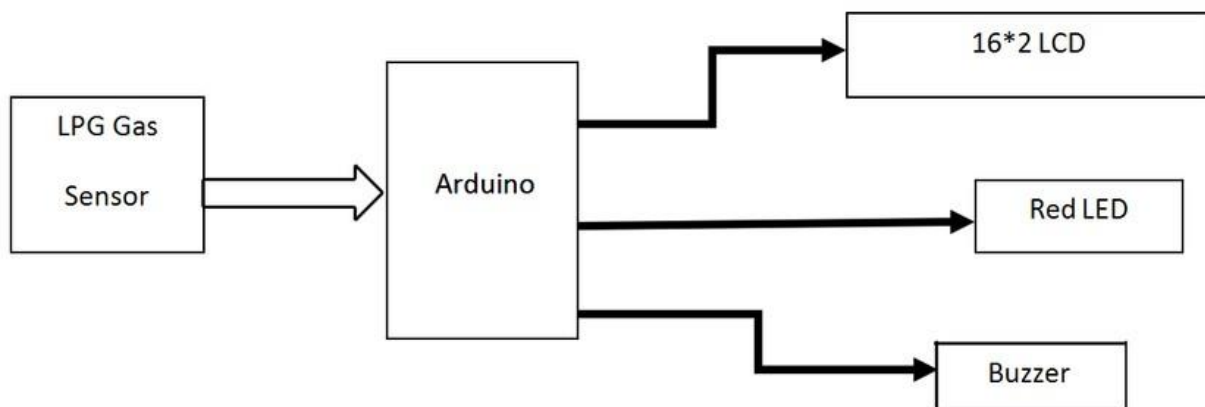 LPG Gas
Sensor
Arduino
16*2 LCD
Red LED
Buzzer